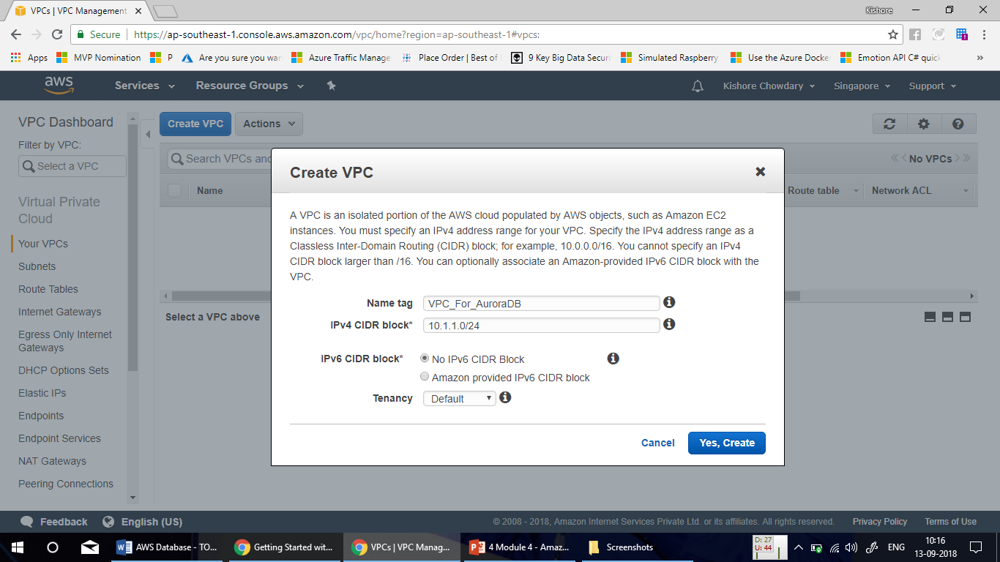 VPCs | VPC Management
Kishore
Secure https://ap-southeast-1.console.aws.amazon.com/vpc/home?region=ap-southeast-1#vpcs:
Apps MVP Nomination P Are you sure you wan Azure Traffic Manage Place Order | Best of 9 Key Big Data Securi Simulated Raspberry Use the Azure Docke Emotion API C# quick »
aws Services Resource Groups Kishore Chowdary Singapore Support
VPC Dashboard
Filter by VPC:
Select a VPC
Virtual Private
Cloud
Your VPCs
Subnets
Route Tables
Internet Gateways
Egress Only Internet
Gateways
DHCP Options Sets
Elastic IPs
Endpoints
Endpoint Services
NAT Gateways
Peering Connections
Create VPC Actions
Search VPCs and No VPCs
Name Route table Network ACL
Select a VPC above
Create VPC
A VPC is an isolated portion of the AWS cloud populated by AWS objects, such as Amazon EC2
instances. You must specify an IPv4 address range for your VPC. Specify the IPv4 address range as a
Classless Inter-Domain Routing (CIDR) block; for example, 10.0.0.0/16. You cannot specify an IPv4
CIDR block larger than /16. You can optionally associate an Amazon-provided IPv6 CIDR block with the
VPC.
Name tag VPC_For_AuroraDB
IPv4 CIDR block* 10.1.1.0/24
IPv6 CIDR block* No IPv6 CIDR Block
Amazon provided IPv6 CIDR block
Tenancy Default
Cancel Yes, Create
Feedback English (US) © 2008 - 2018, Amazon Internet Services Private Ltd. or its affiliates. All rights reserved. Privacy Policy Terms of Use
AWS Database - TO... Getting Started wit... VPCs | VPC Manag... 4 Module 4 - Amaz... Screenshots
D: 27
U: 44
ENG
10:16
13-09-2018